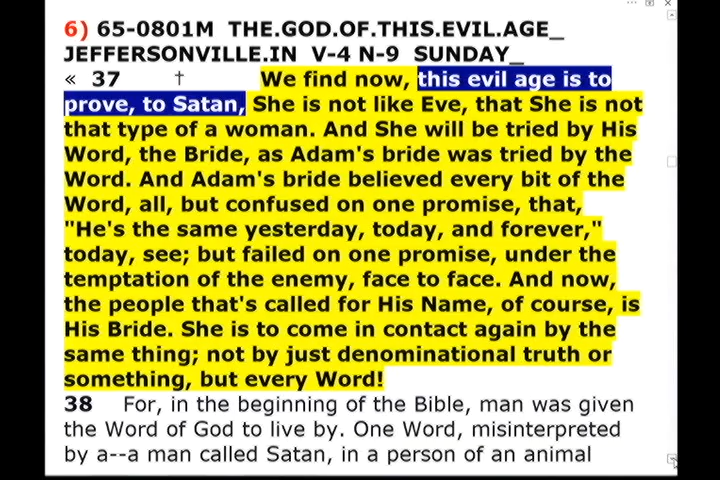 6) 65-0801M THE.GOD.OF.THIS.EVIL.AGE_
JEFFERSONVILLE.IN V-4 N-9 SUNDAY_
« 37 † We find now, this evil age is to
prove, to Satan, She is not like Eve, that She is not
that type of a woman. And She will be tried by His
Word, the Bride, as Adam's bride was tried by the
Word. And Adam's bride believed every bit of the
Word, all, but confused on one promise, that,
"He's the same yesterday, today, and forever,"
today, see; but failed on one promise, under the
temptation of the enemy, face to face. And now,
the people that's called for His Name, of course, is
His Bride. She is to come in contact again by the
same thing; not by just denominational truth or
something, but every Word!
38 For, in the beginning of the Bible, man was given
the Word of God to live by. One Word, misinterpreted
by a--a man called Satan, in a person of an animal